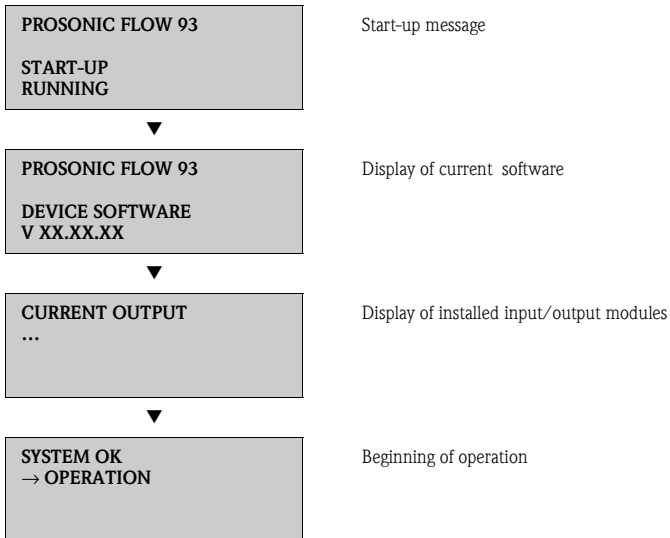 PROSONIC FLOW 93 Start-up message
START-UP
RUNNING
▼
PROSONIC FLOW 93 Display of current software
DEVICE SOFTWARE
V XX.XX.XX
▼
CURRENT OUTPUT Display of installed input/output modules
...
▼
SYSTEM OK Beginning of operation
→ OPERATION